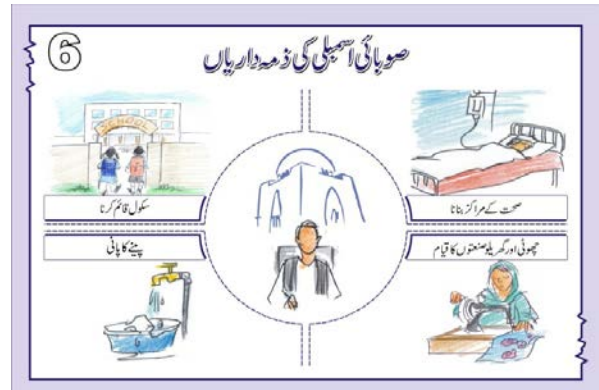 6
صوبائی اسمبلی کی ذمہ داریاں
SCHOOL
صحت کے مراکز بنانا
سکول قائم کرنا
چھوٹی اور گھریلو صنعتوں کا قیام
پینے کا پانی